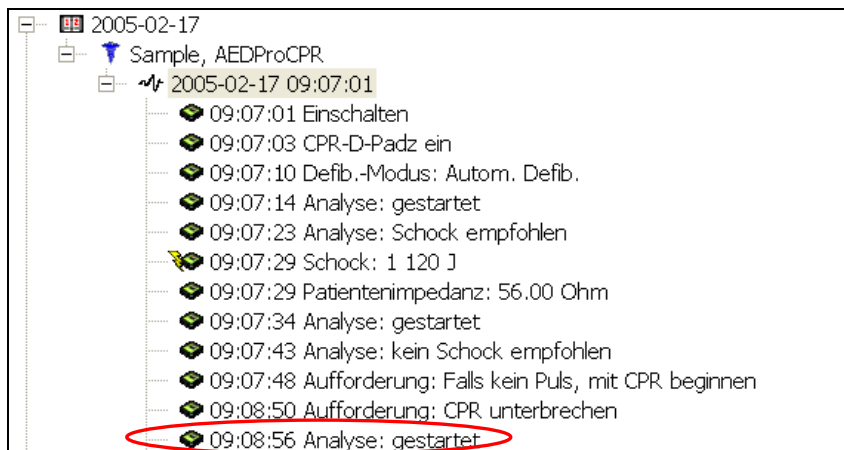 2005-02-17
Sample, AEDProCPR
2005-02-17 09:07:01
09:07:01 Einschalten
09:07:03 CPR-D-Padz ein
09:07:10 Defib.-Modus: Autom. Defib.
09:07:14 Analyse: gestartet
09:07:23 Analyse: Schock empfohlen
09:07:29 Schock: 1 120 J
09:07:29 Patientenimpedanz: 56.00 Ohm
09:07:34 Analyse: gestartet
09:07:43 Analyse: kein Schock empfohlen
09:07:48 Aufforderung: Falls kein Puls, mit CPR beginnen
09:08:50 Aufforderung: CPR unterbrechen
09:08:56 Analyse: gestartet